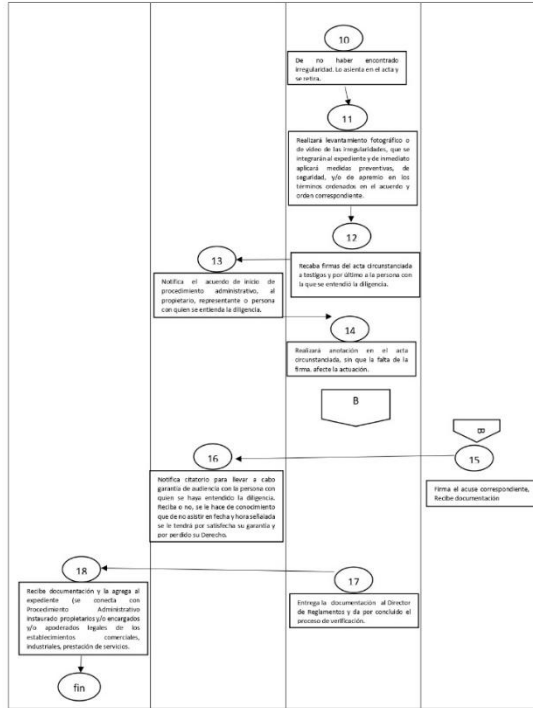 10
De no haber encontrado
irregularidad. Lo asienta en el acta y
se retira.
11
Realizará levantamiento fotográfico o
de video de las irregularidades, que se
integrarán al expediente y de inmediato
aplicará medidas preventivas, de
seguridad, y/o de apremio en los
términos ordenados en el acuerdo y
orden correspondiente.
12
Recaba firmas del acta circunstanciada
a testigos y por último a la persona con
la que se entendió la diligencia.
13
Notifica el acuerdo de inicio de
procedimiento administrativo, al
propietario, representante o persona
con quien se entienda la diligencia.
14
Realizará anotación en el acta
circunstanciada, sin que la falta de la
firma, afecte la actuación.
B
B
15
Firma el acuse correspondiente,
Recibe documentación
16
Notifica citatorio para llevar a cabo
garantía de audiencia con la persona con
quien se haya entendido la diligencia.
Reciba o no, se le hace de conocimiento
que de no asistir en fecha y hora señalada
se le tendrá por satisfecha su garantía y
por perdido su Derecho.
17
Entrega la documentación al Director
de Reglamentos y da por concluido el
proceso de verificación.
18
Recibe documentación y la agrega al
expediente (se conecta con
Procedimiento Administrativo
instaurado propietarios y/o encargados
y/o apoderados legales de los
establecimientos comerciales,
industriales, prestación de servicios.
fin